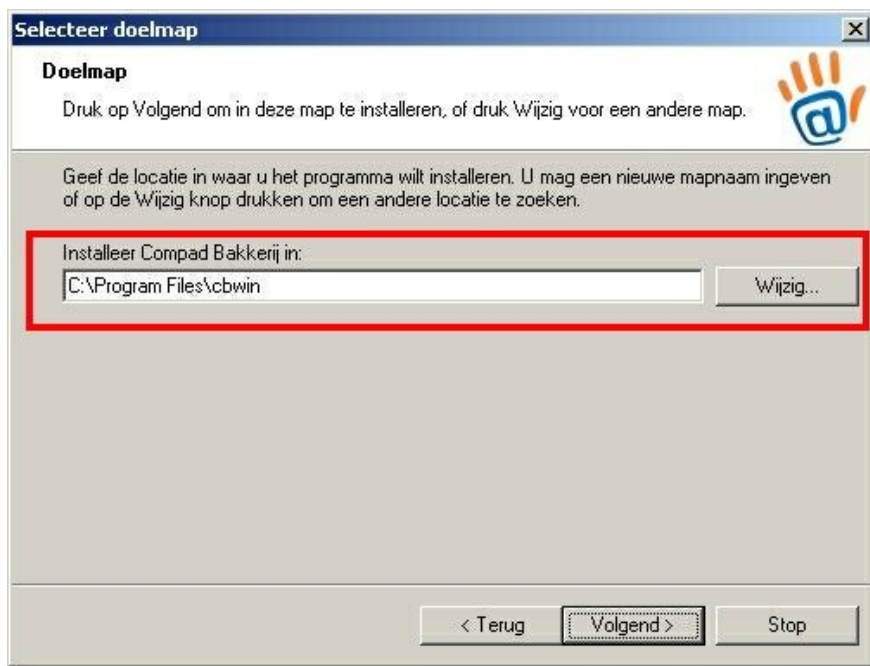 Selecteer doelmap
Doelmap
Druk op Volgend om in deze map te installeren, of druk Wijzig voor een andere map.
Geef de locatie in waar u het programma wilt installeren. U mag een nieuwe mapnaam ingeven
of op de Wijzig knop drukken om een andere locatie te zoeken.
Installeer Compad Bakkerij in:
C:\Program Files\cbwin
Wijzig...
< Terug
Volgend >
Stop